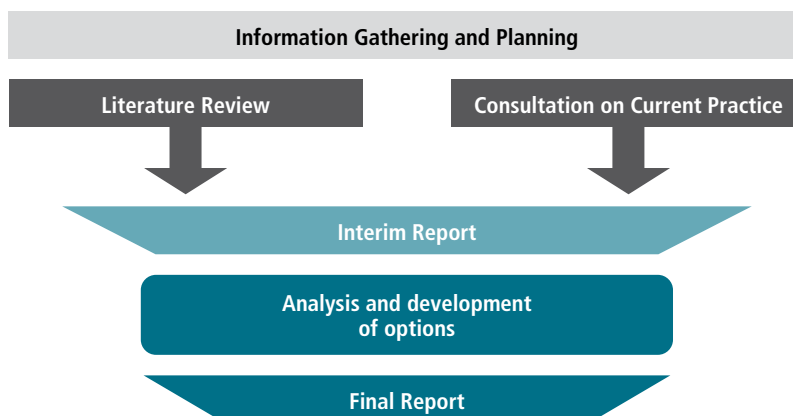 Information Gathering and Planning
Literature Review
Consultation on Current Practice
Interim Report
Analysis and development
of options
Final Report